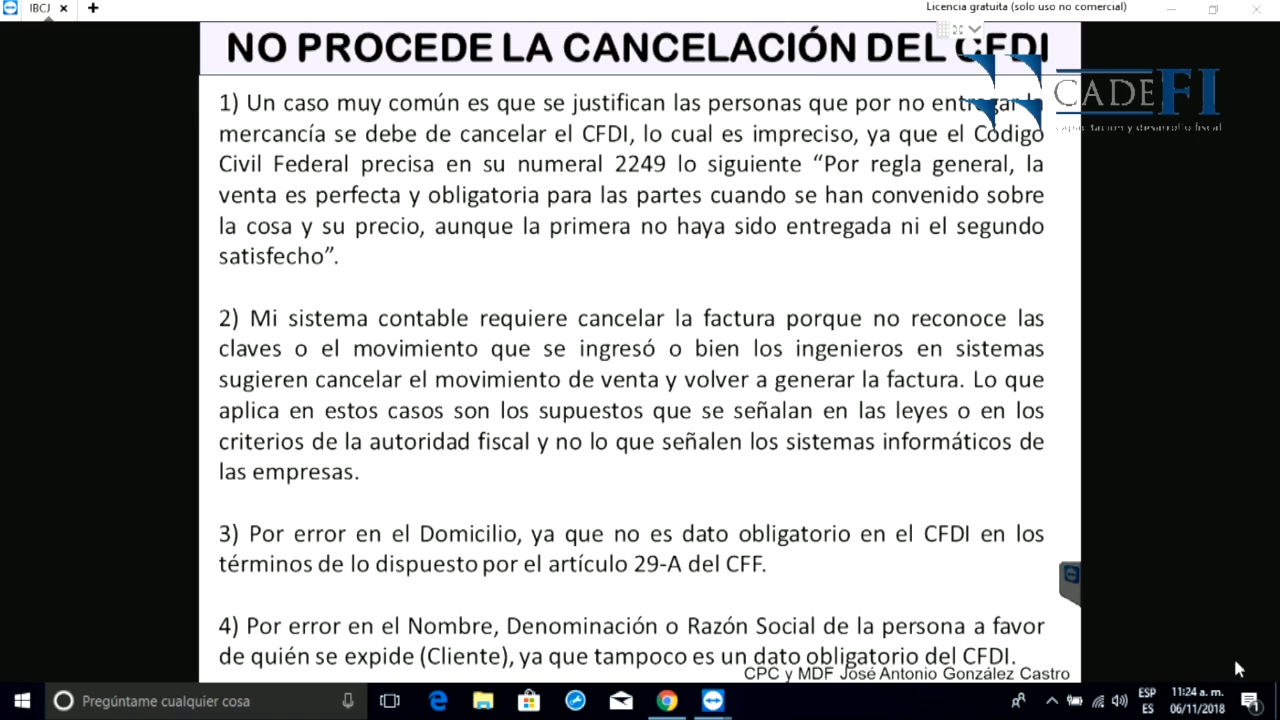 IBCJ
Licencia gratuita (solo uso no comercial)
NO PROCEDE LA CANCELACIÓN DEL CFDI
CADEFI
capacitación y desarrollo fiscal
1) Un caso muy común es que se justifican las personas que por no entregar la
mercancía se debe de cancelar el CFDI, lo cual es impreciso, ya que el Código
Civil Federal precisa en su numeral 2249 lo siguiente “Por regla general, la
venta es perfecta y obligatoria para las partes cuando se han convenido sobre
la cosa y su precio, aunque la primera no haya sido entregada ni el segundo
satisfecho”.
2) Mi sistema contable requiere cancelar la factura porque no reconoce las
claves o el movimiento que se ingresó o bien los ingenieros en sistemas
sugieren cancelar el movimiento de venta y volver a generar la factura. Lo que
aplica en estos casos son los supuestos que se señalan en las leyes o en los
criterios de la autoridad fiscal y no lo que señalen los sistemas informáticos de
las empresas.
3) Por error en el Domicilio, ya que no es dato obligatorio en el CFDI en los
términos de lo dispuesto por el artículo 29-A del CFF.
4) Por error en el Nombre, Denominación o Razón Social de la persona a favor
de quién se expide (Cliente), ya que tampoco es un dato obligatorio del CFDI.
CPC y MDF José Antonio González Castro
Pregúntame cualquier cosa
ESP
ES
11:24 a. m.
06/11/2018
1